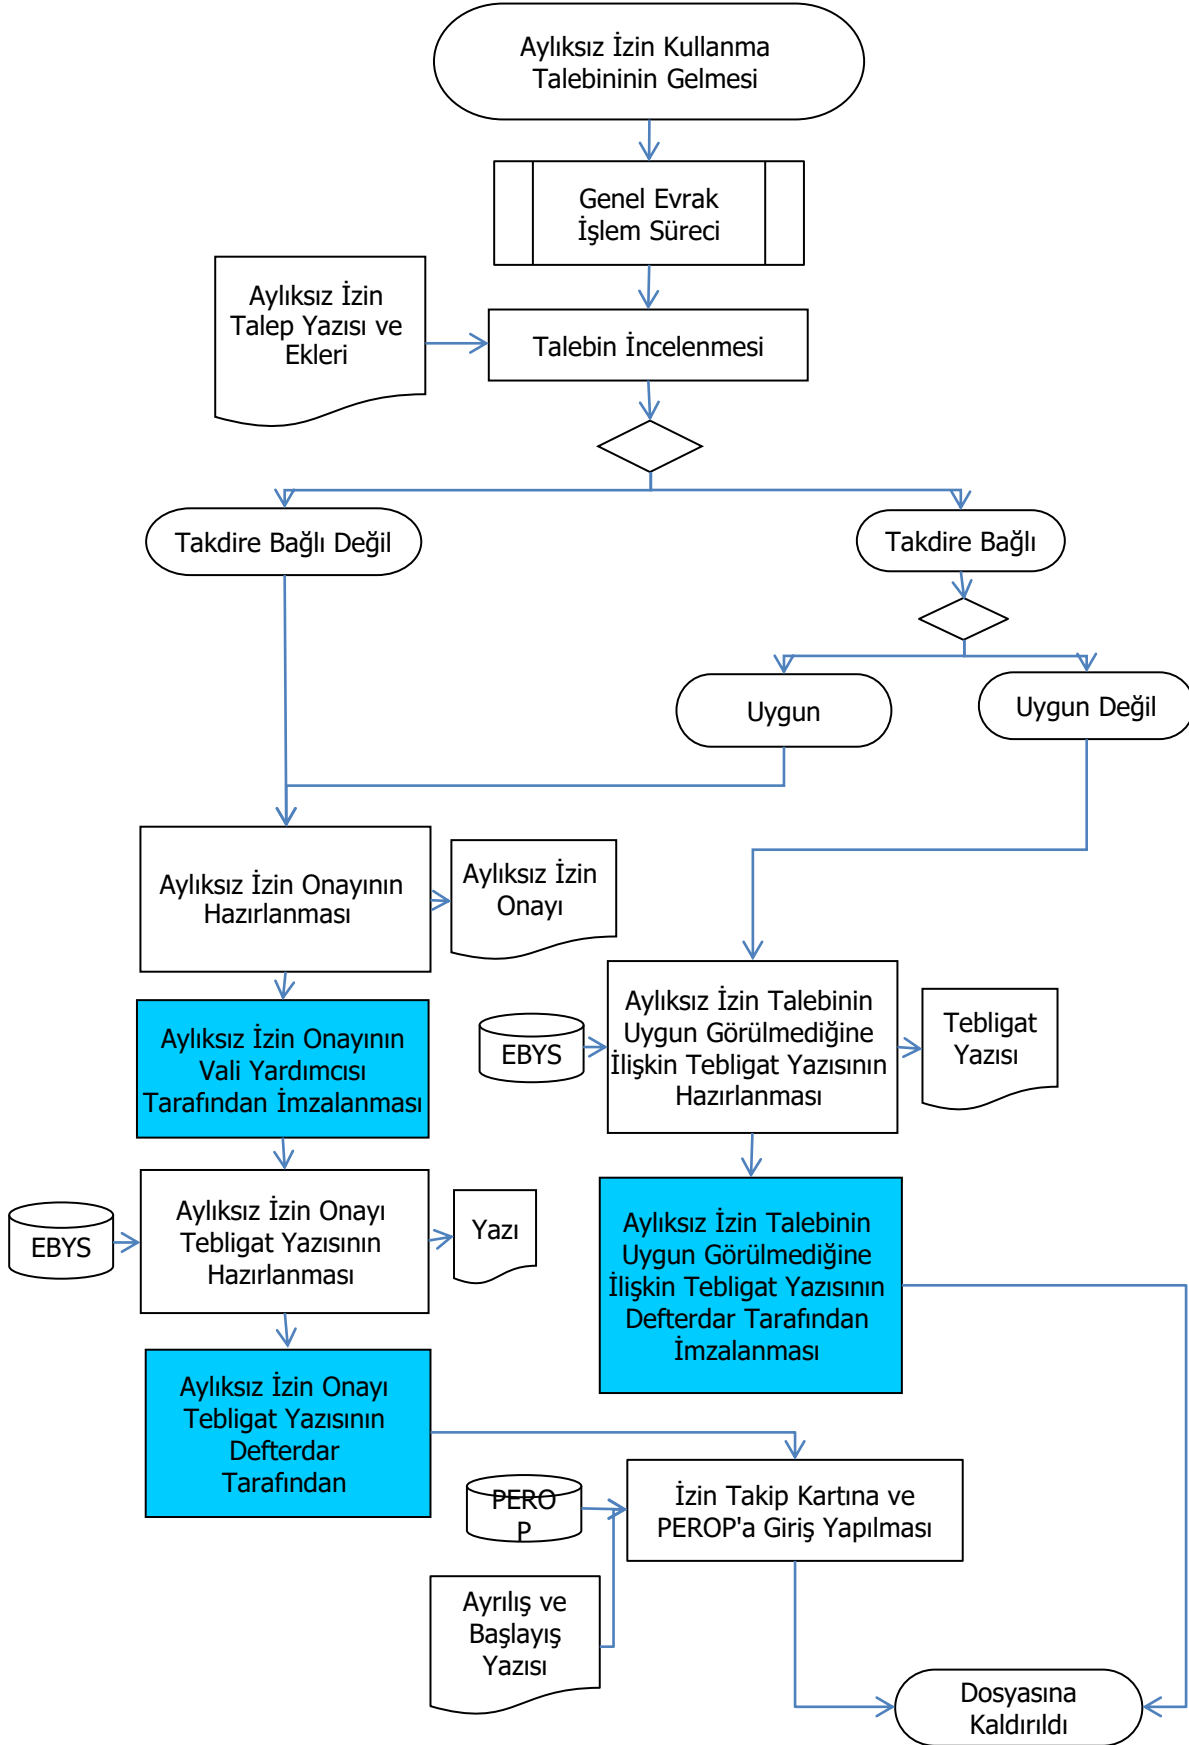 Aylıksız İzin Kullanma
Talebininin Gelmesi
Genel Evrak
İşlem Süreci
Aylıksız İzin
Talep Yazısı ve
Ekleri
Talebin İncelenmesi
Takdire Bağlı Değil
Takdire Bağlı
Uygun
Uygun Değil
Aylıksız İzin Onayının
Hazırlanması
Aylıksız İzin
Onayı
Aylıksız İzin Talebinin
Uygun Görülmediğine
İlişkin Tebligat Yazısının
Hazırlanması
EBYS
Tebligat
Yazısı
Aylıksız İzin Onayının
Vali Yardımcısı
Tarafından İmzalanması
EBYS
Aylıksız İzin Onayı
Tebligat Yazısının
Hazırlanması
Yazı
Aylıksız İzin Talebinin
Uygun Görülmediğine
İlişkin Tebligat Yazısının
Defterdar Tarafından
İmzalanması
Aylıksız İzin Onayı
Tebligat Yazısının
Defterdar
Tarafından
PERO
P
İzin Takip Kartına ve
PEROP'a Giriş Yapılması
Ayrılış ve
Başlayış
Yazısı
Dosyasına
Kaldırıldı